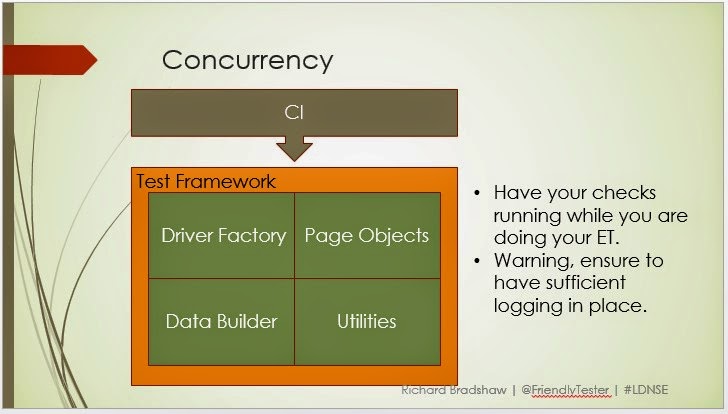 Concurrency
CI
Test Framework
Driver Factory
Page Objects
Data Builder
Utilities
• Have your checks
running while you are
doing your ET.
• Warning, ensure to
have sufficient
logging in place.
Richard Bradshaw | @FriendlyTester | #LDNSE